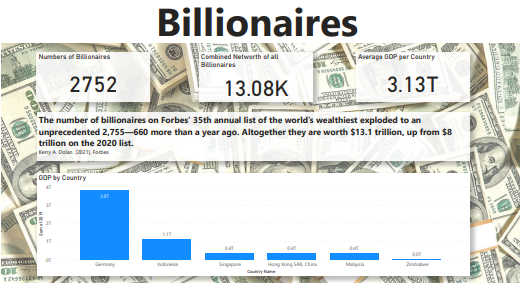 Billionaires
Numbers of Billionaires
2752
Combined Networth of all
Billionaires
13.08K
Average GDP per Country
3.13T
The number of billionaires on Forbes' 35th annual list of the world's wealthiest exploded to an
unprecedented 2,755—660 more than a year ago. Altogether they are worth $13.1 trillion, up from $8
trillion on the 2020 list.
Kerry A. Dolan. (2021), Forbes
GDP by Country
4T
3T
2T
1T
0T
3.9T
1.1T
0.4T
0.4T
0.4T
0.0T
Germany
Indonesia
Singapore
Hong Kong SAR, China
Malaysia
Zimbabwe
Country Name